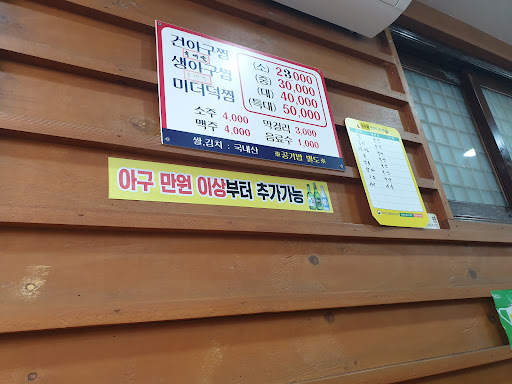 건아구찜
생아구찜
미더덕찜
(소) 23000
(중) 30,000
(대) 40,000
(특대) 50,000
소주 4,000
맥주 4,000
막걸리 3,000
음료수 1,000
쌀,김치 : 국내산
※공기밥 별도※
아구 만원 이상부터 추가가능